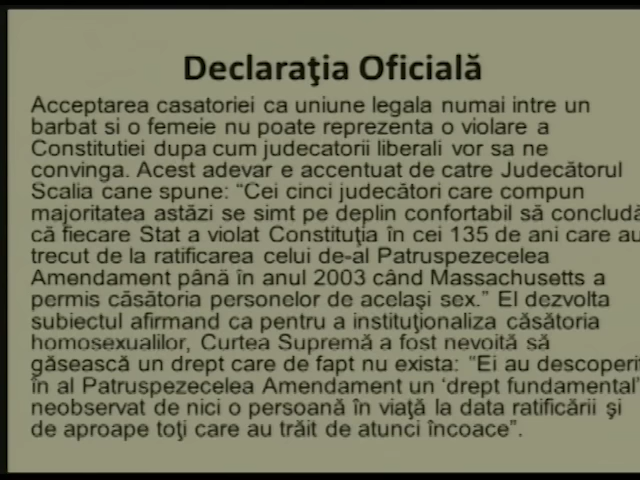 Declaraţia Oficială
Acceptarea casatoriei ca uniune legala numai intre un
barbat si o femeie nu poate reprezenta o violare a
Constitutiei dupa cum judecatorii liberali vor sa ne
convinga. Acest adevar e accentuat de catre Judecătorul
Scalia cane spune: “Cei cinci judecători care compun
majoritatea astăzi se simt pe deplin confortabil să concludă
că fiecare Stat a violat Constituţia în cei 135 de ani care au
trecut de la ratificarea celui de-al Patruspezecelea
Amendament până în anul 2003 când Massachusetts a
permis căsătoria personelor de acelaşi sex.” El dezvolta
subiectul afirmand ca pentru a instituţionaliza căsătoria
homosexualilor, Curtea Supremă a fost nevoită să
găsească un drept care de fapt nu exista: ”Ei au descoperit
în al Patruspezecelea Amendament un ‘drept fundamental’
neobservat de nici o persoană în viaţă la data ratificării şi
de aproape toţi care au trăit de atunci încoace”.